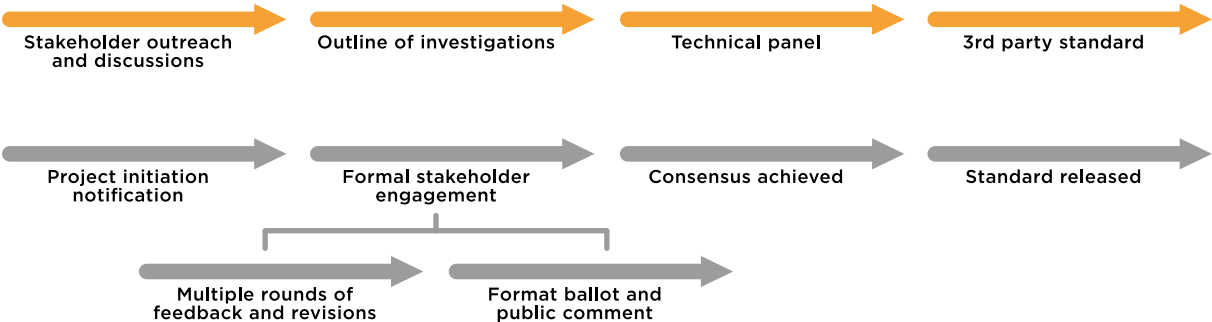 Stakeholder outreach
and discussions
Outline of investigations
Technical panel
3rd party standard
Project initiation
notification
Formal stakeholder
engagement
Consensus achieved
Standard released
Multiple rounds of
feedback and revisions
Format ballot and
public comment